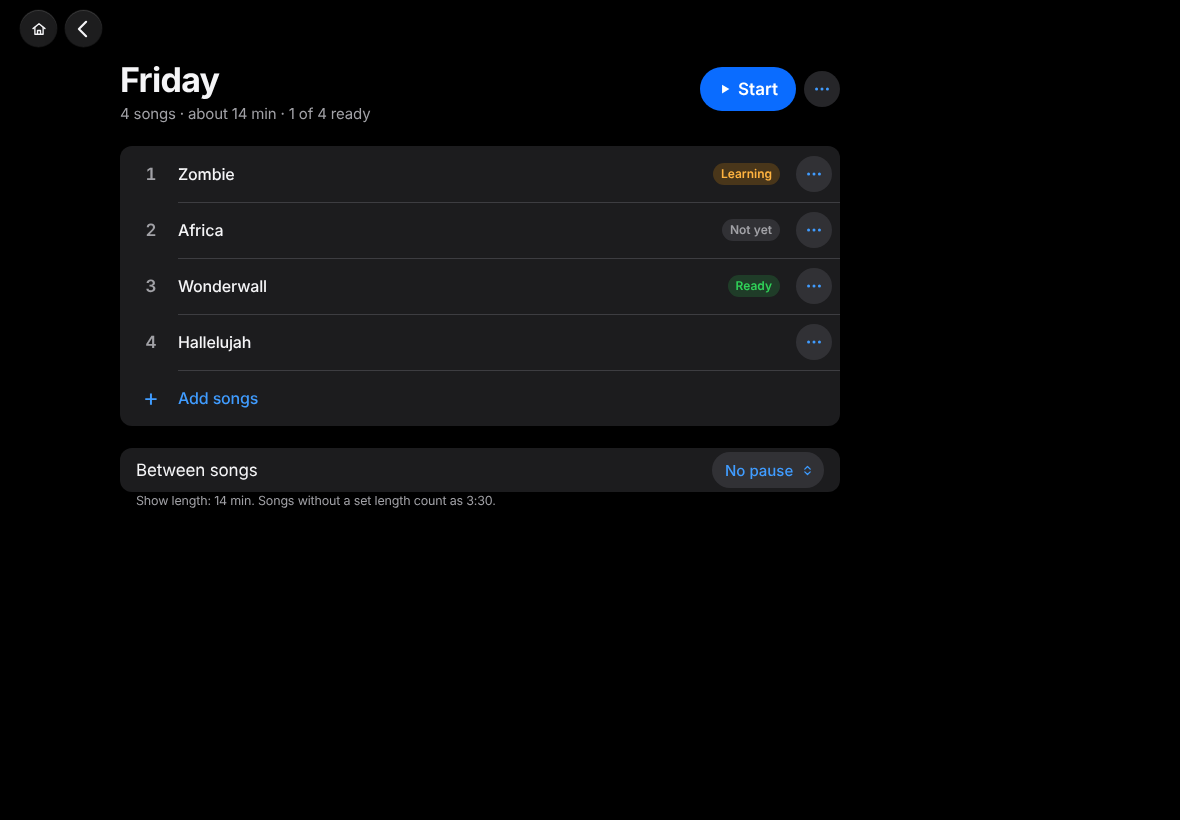 Friday
Start
4 songs · about 14 min · 1 of 4 ready
1 Zombie Learning
2 Africa Not yet
3 Wonderwall Ready
4 Hallelujah
+ Add songs
Between songs No pause
Show length: 14 min. Songs without a set length count as 3:30.